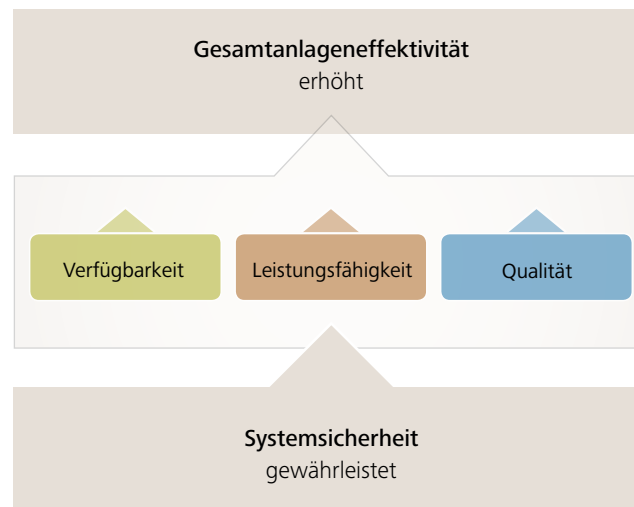 Gesamtanlageneffektivität
erhöht
Verfügbarkeit
Leistungsfähigkeit
Qualität
Systemsicherheit
gewährleistet